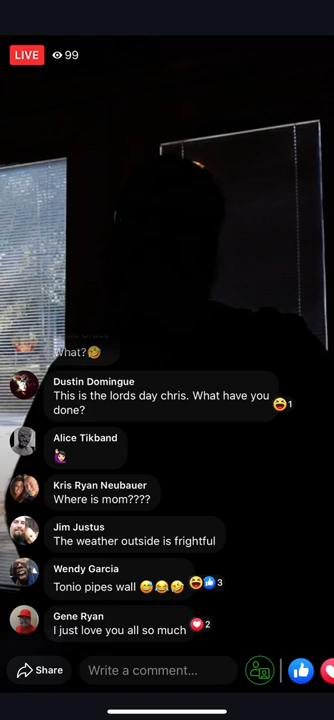 LIVE 99
What?🤣
Dustin Domingue
This is the lords day chris. What have you
done?
😆1
Alice Tikband
🙋🏻‍♀️
Kris Ryan Neubauer
Where is mom????
Jim Justus
The weather outside is frightful
Wendy Garcia
Tonio pipes wall 😅😂🤣
3
Gene Ryan
I just love you all so much
2
Share
Write a comment...